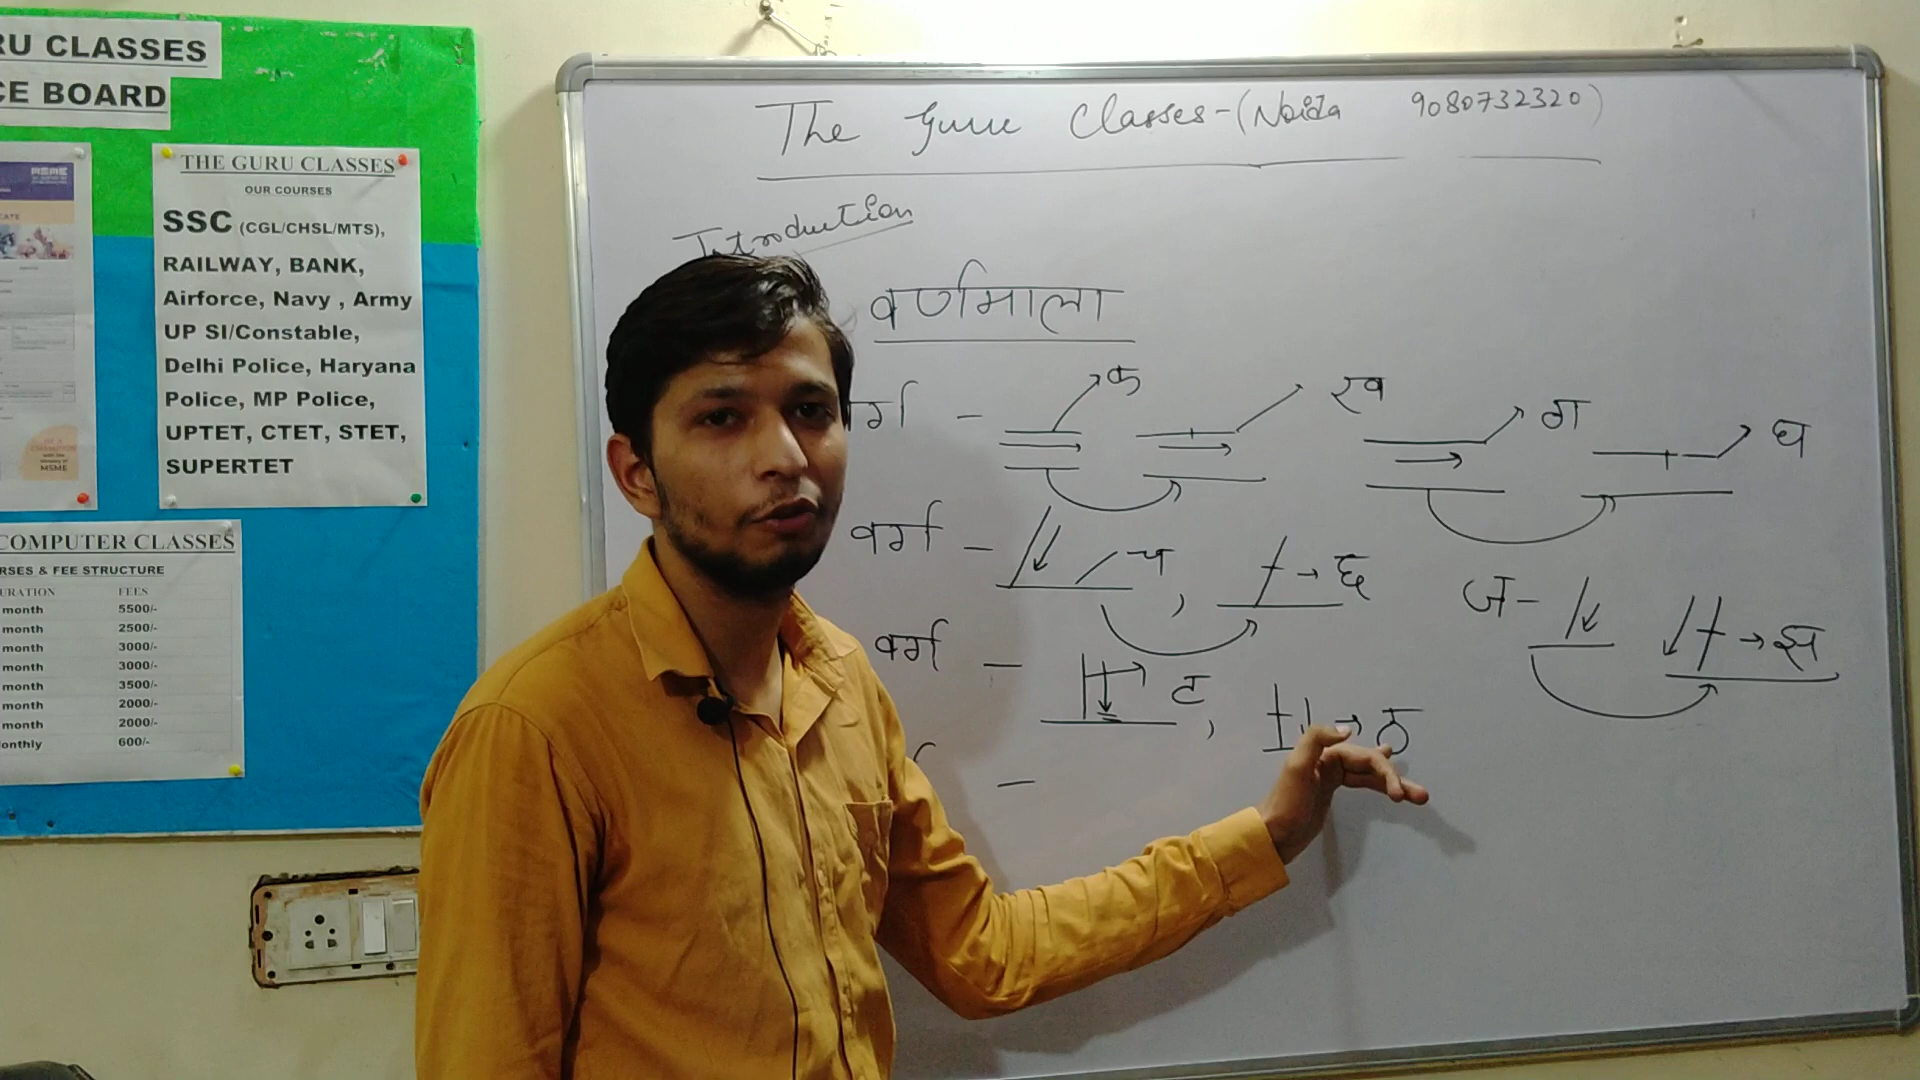 RU CLASSES
CE BOARD
THE GURU CLASSES
OUR COURSES
SSC (CGL/CHSL/MTS),
RAILWAY, BANK,
Airforce, Navy , Army
UP SI/Constable,
Delhi Police, Haryana
Police, MP Police,
UPTET, CTET, STET,
SUPERTET
MSME
COMPUTER CLASSES
RSES & FEE STRUCTURE
URATION FEES
month 5500/-
month 2500/-
month 3000/-
month 3000/-
month 3500/-
month 2000/-
month 2000/-
onthly 600/-
The Guru Classes - (Noida 9080732320)
Introduction
वर्णमाला
र्ग - क ख ग घ
वर्ग - च , छ ज - झ
वर्ग - ट , ठ
-